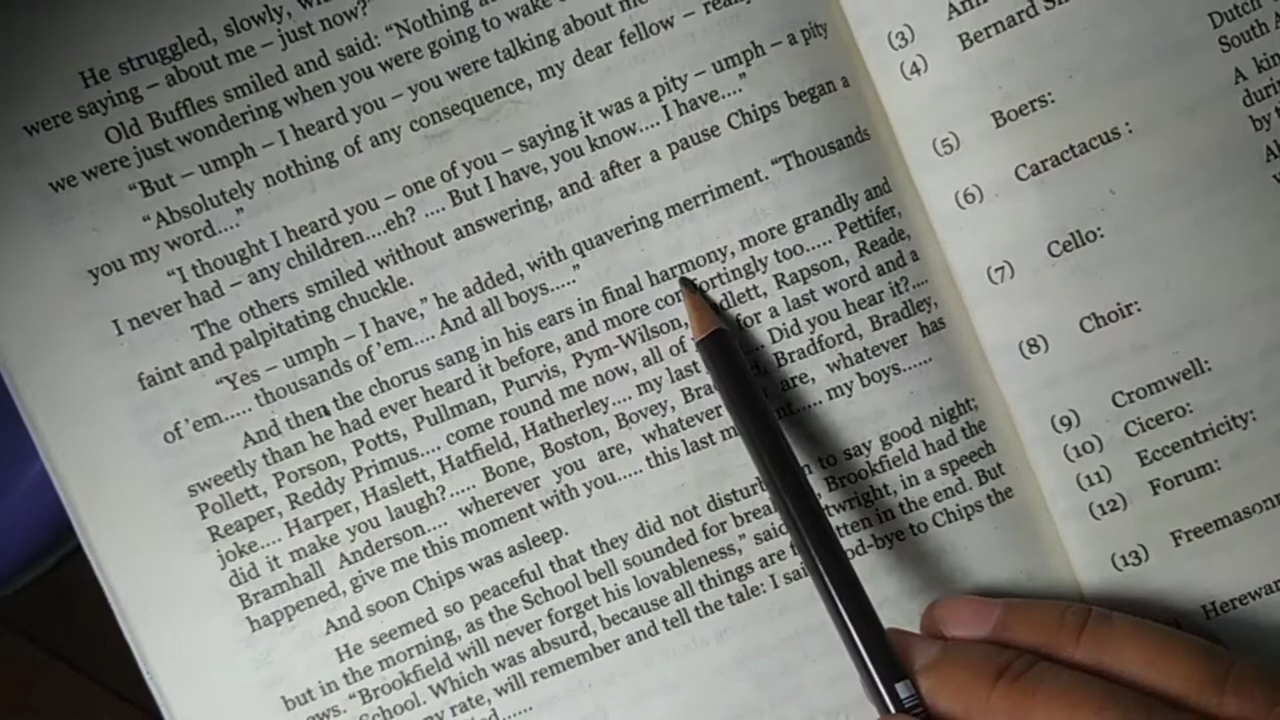 He struggled, slowly,
were saying – about me – just now?"
Old Buffles smiled and said: "Nothing
we were just wondering when you were going to wake
"But – umph – I heard you – you were talking about me
"Absolutely nothing of any consequence, my dear fellow –
you my word...."
"I thought I heard you – one of you – saying it was a pity – umph – a pity
I never had – any children....eh? .... But I have, you know.... I have...."
The others smiled without answering, and after a pause Chips began a
faint and palpitating chuckle.
"Yes – umph – I have," he added, with quavering merriment. "Thousands
of 'em..... thousands of 'em.... And all boys....."
And then the chorus sang in his ears in final harmony, more grandly and
sweetly than he had ever heard it before, and more comfortingly too..... Pettifer,
Pollett, Porson, Potts, Pullman, Purvis, Pym-Wilson, Rapson, Reade,
Reaper, Reddy Primus.... come round me now, all of for a last word and a
joke.... Harper, Haslett, Hatfield, Hatherley.... my last Did you hear it?....
did it make you laugh?..... Bone, Boston, Bovey, Bradford, Bradley,
Bramhall Anderson.... wherever you are, whatever are, whatever has
happened, give me this moment with you..... this last my boys......
And soon Chips was asleep.
He seemed so peaceful that they did not disturb to say good night;
but in the morning, as the School bell sounded for Brookfield had the
"Brookfield will never forget his lovableness," said in a speech
School. Which was absurd, because all things are in the end. But
rate, will remember and tell the tale: I good-bye to Chips the
(3)
(4) Bernard
(5) Boers: Dutch
South
(6) Caractacus : A
by
(7) Cello:
(8) Choir:
(9) Cromwell:
(10) Cicero:
(11) Eccentricity:
(12) Forum:
(13)